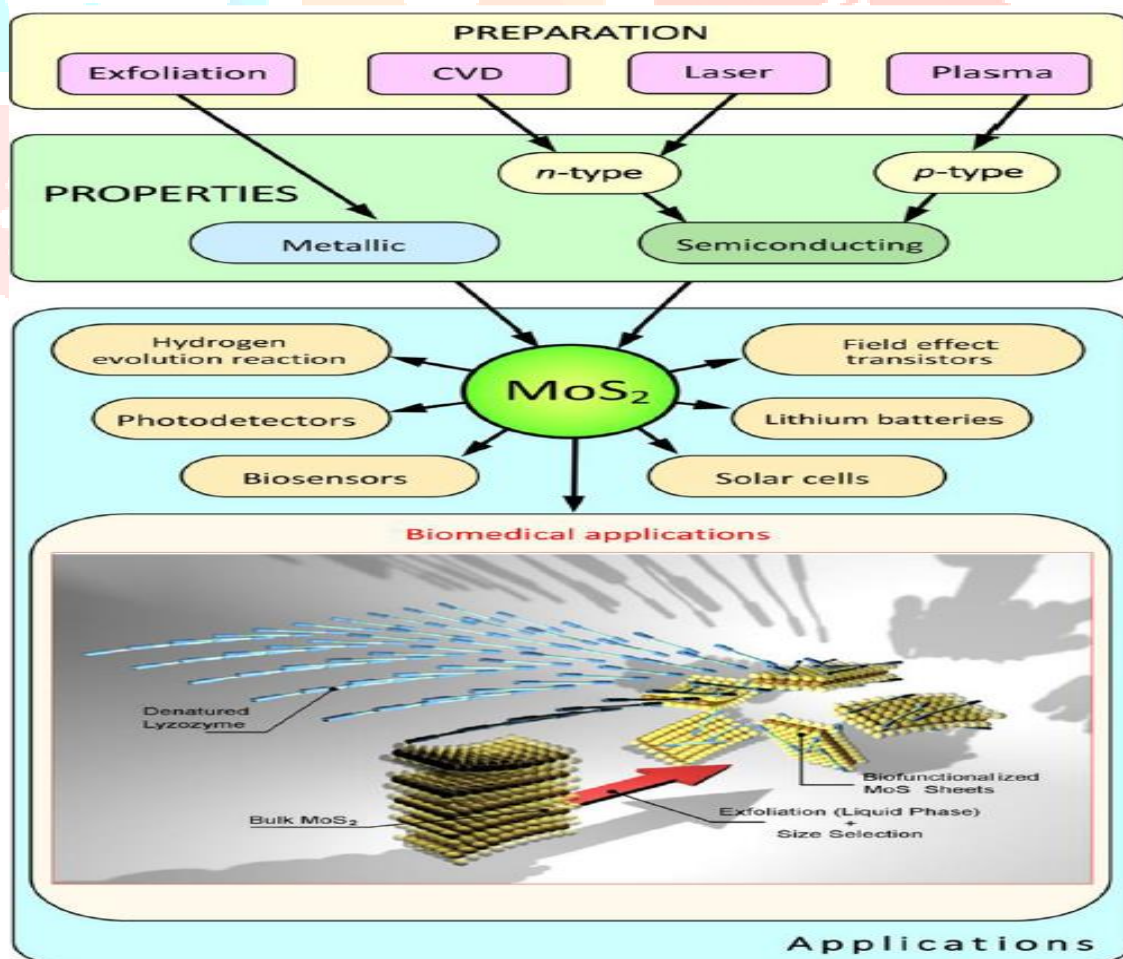 PREPARATION
Exfoliation
CVD
Laser
Plasma
n-type
p-type
PROPERTIES
Metallic
Semiconducting
Hydrogen
evolution reaction
Field effect
transistors
MoS₂
Photodetectors
Lithium batteries
Biosensors
Solar cells
Biomedical applications
Denatured
Lyzozyme
Biofunctionalized
MoS Sheets
Bulk MoS₂
Exfoliation (Liquid Phase)
+
Size Selection
Applications